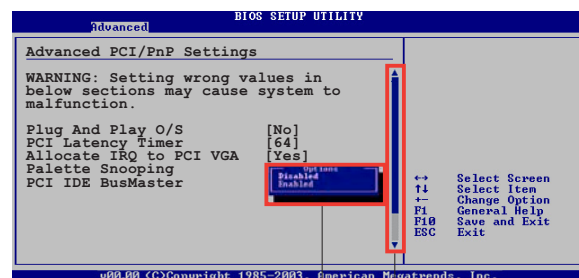 BIOS SETUP UTILITY
Advanced
Advanced PCI/PnP Settings
WARNING: Setting wrong values in
below sections may cause system to
malfunction.
Plug And Play O/S [No]
PCI Latency Timer [64]
Allocate IRQ to PCI VGA [Yes]
Palette Snooping
PCI IDE BusMaster
Options
Disabled
Enabled
↔ Select Screen
↑↓ Select Item
+- Change Option
F1 General Help
F10 Save and Exit
ESC Exit
v00.00 (C)Copyright 1985-2003, American Megatrends, Inc.